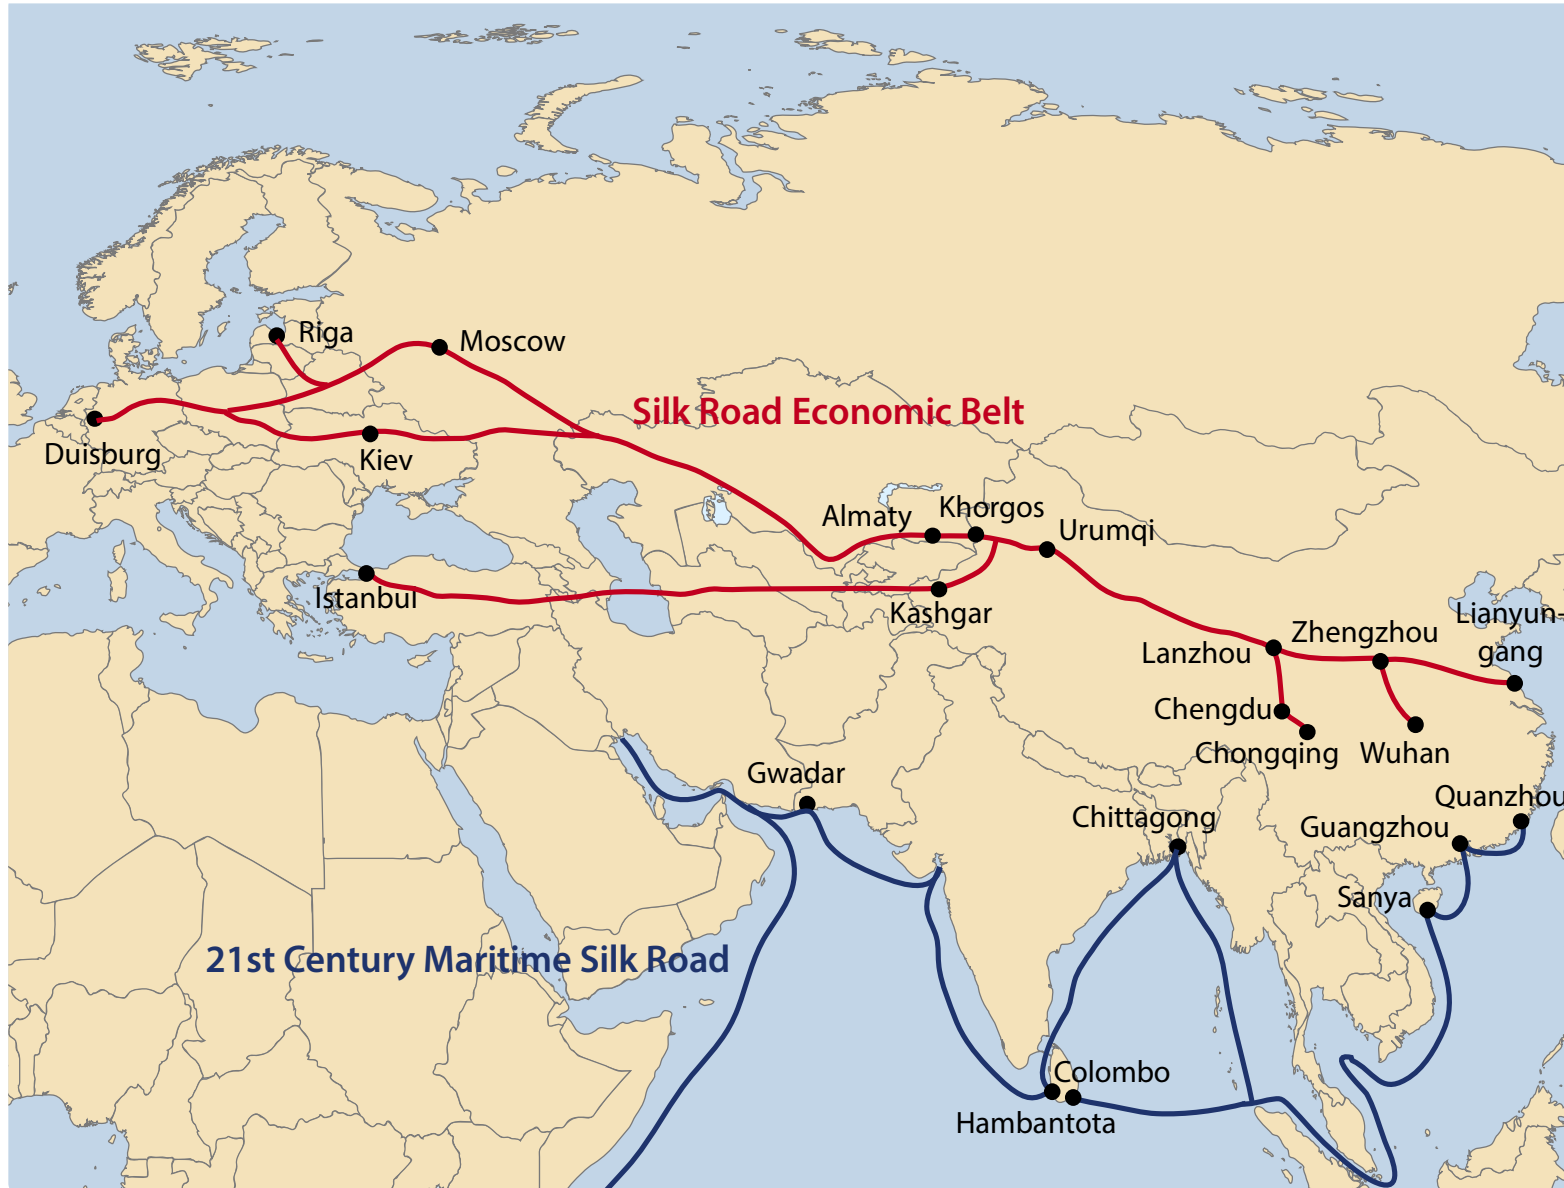 Riga
Moscow
Silk Road Economic Belt
Duisburg
Kiev
Almaty
Khorgos
Urumqi
Istanbul
Kashgar
Lianyun-
gang
Zhengzhou
Lanzhou
Chengdu
Chongqing
Wuhan
Gwadar
Quanzhou
Chittagong
Guangzhou
Sanya
21st Century Maritime Silk Road
Colombo
Hambantota